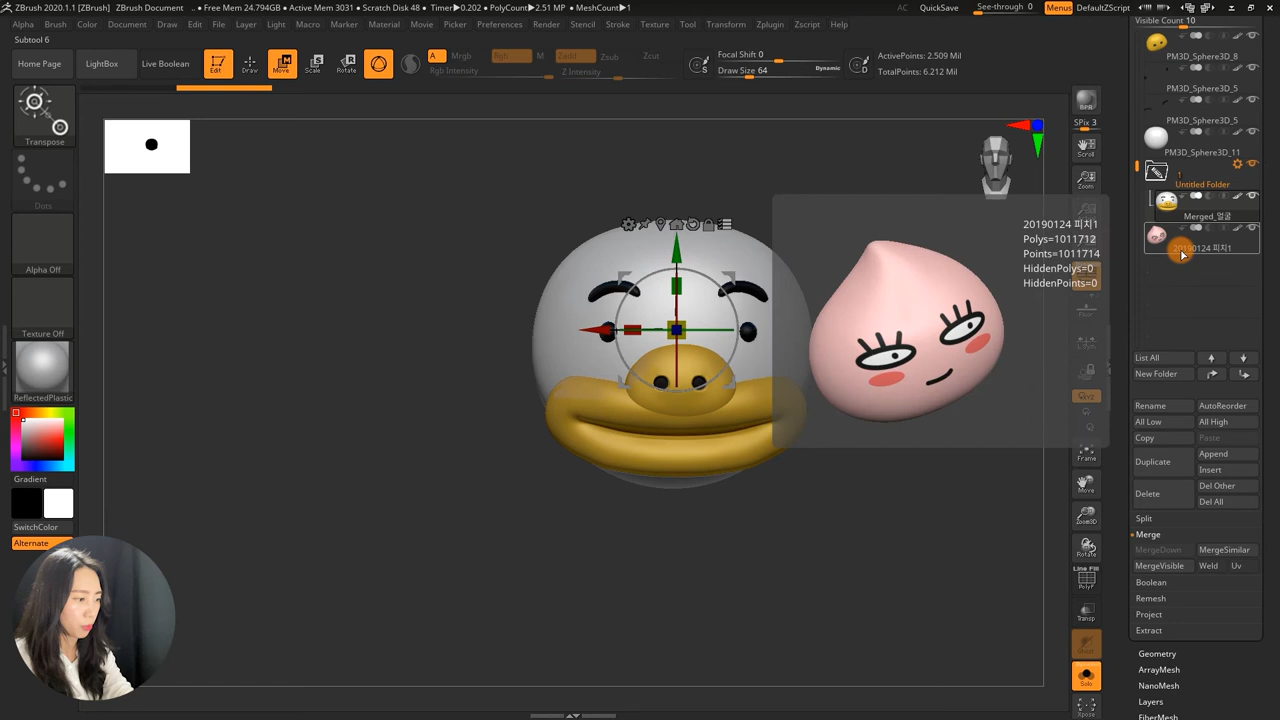 ZBrush 2020.1.1 [ZBrush] ZBrush Document .. ● Free Mem 24.794GB ● Active Mem 3031 ● Scratch Disk 48 ● Timer▶0.202 ● PolyCount▶2.51 MP ● MeshCount▶1 AC QuickSave See-through 0 Menus DefaultZScript
Alpha Brush Color Document Draw Edit File Layer Light Macro Marker Material Movie Picker Preferences Render Stencil Stroke Texture Tool Transform Zplugin Zscript Help
Subtool 6
Visible Count 10
Home Page LightBox Live Boolean Edit Draw Move Scale Rotate A Mrgb Rgb M Zadd Zsub Zcut
Rgb Intensity Z Intensity
Focal Shift 0
Draw Size 64 Dynamic
ActivePoints: 2.509 Mil
TotalPoints: 6.212 Mil
Transpose
Dots
Alpha Off
Texture Off
ReflectedPlastic
Gradient
SwitchColor
Alternate
20190124 피치1
Polys=1011712
Points=1011714
HiddenPolys=0
HiddenPoints=0
BPR
SPix 3
Scroll
Zoom
Frame
Move
Zoom3D
Rotate
Line Fill
PolyF
Transp
Solo
Xpose
PM3D_Sphere3D_8
PM3D_Sphere3D_5
PM3D_Sphere3D_5
PM3D_Sphere3D_11
1
Untitled Folder
Merged_얼굴
20190124 피치1
List All
New Folder
Rename AutoReorder
All Low All High
Copy Paste
Duplicate Append
Insert
Delete Del Other
Del All
Split
Merge
MergeDown MergeSimilar
MergeVisible Weld Uv
Boolean
Remesh
Project
Extract
Geometry
ArrayMesh
NanoMesh
Layers
FiberMesh